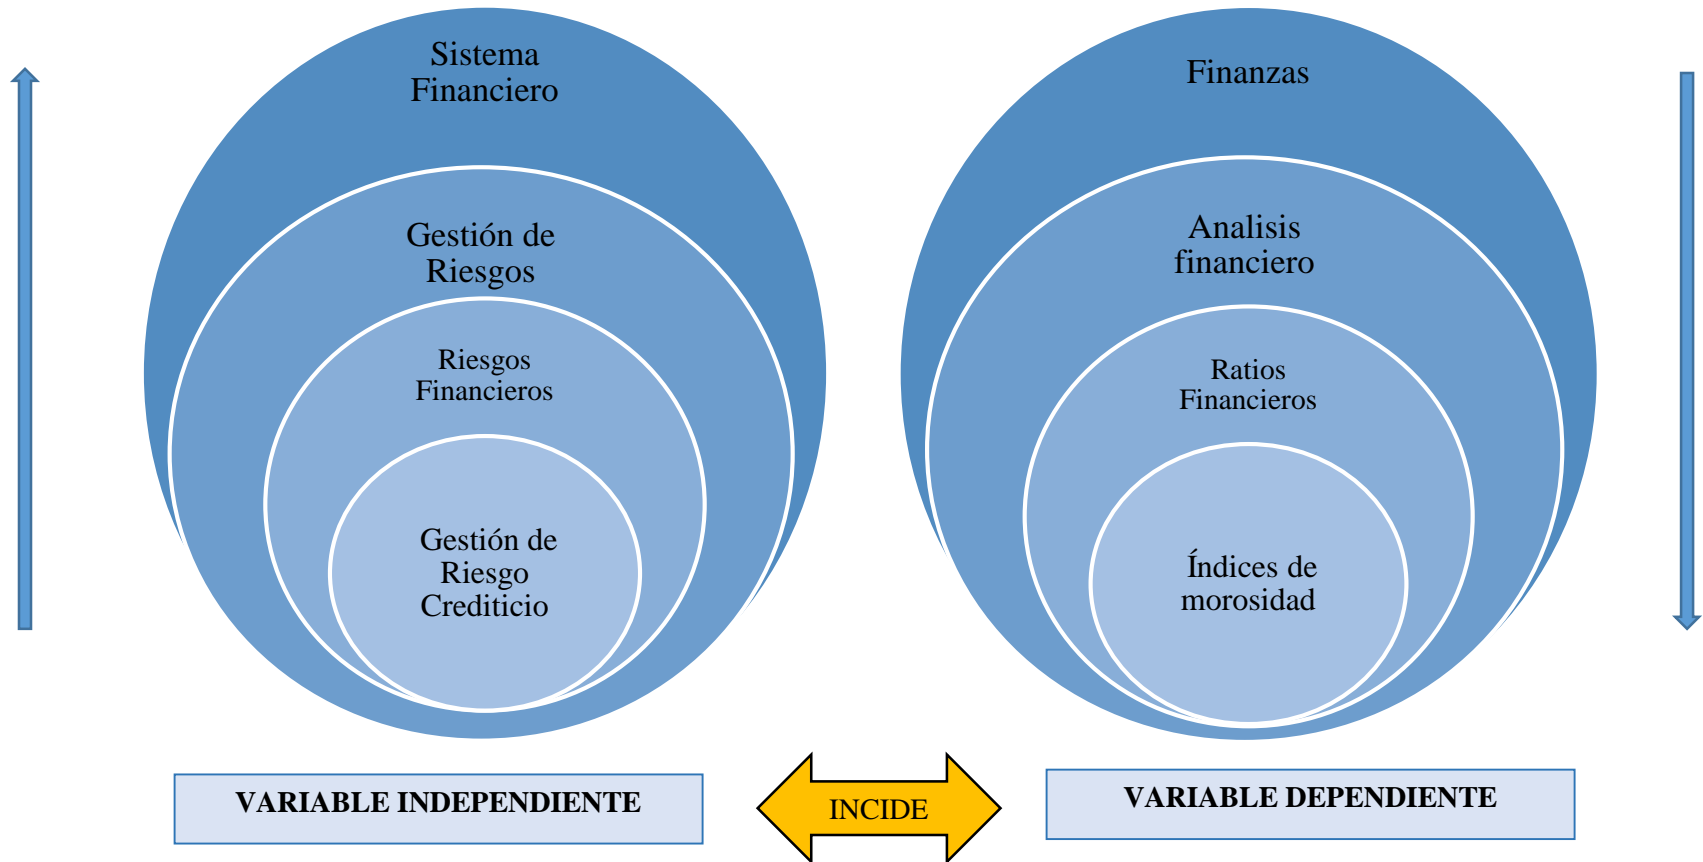 Sistema
Financiero
Gestión de
Riesgos
Riesgos
Financieros
Gestión de
Riesgo
Crediticio
Finanzas
Analisis
financiero
Ratios
Financieros
Índices de
morosidad
VARIABLE INDEPENDIENTE
INCIDE
VARIABLE DEPENDIENTE